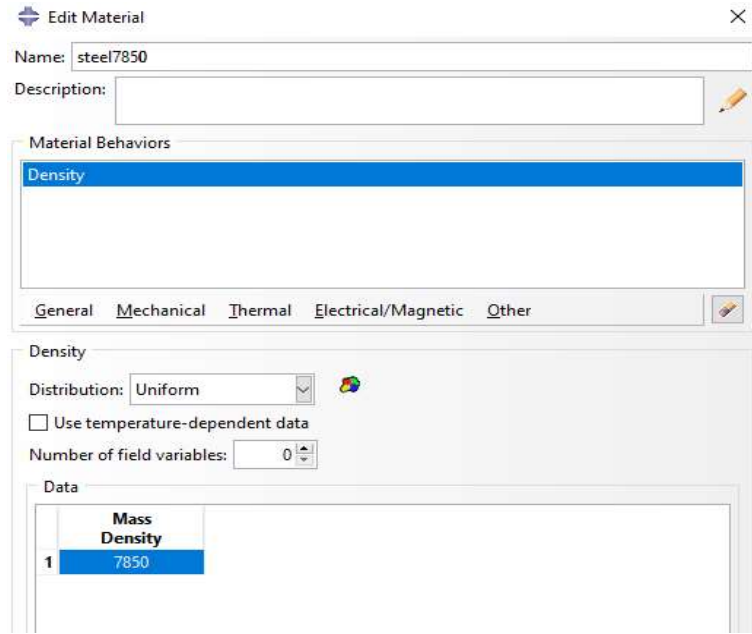 Edit Material
Name: steel7850
Description:
Material Behaviors
Density
General Mechanical Thermal Electrical/Magnetic Other
Density
Distribution: Uniform
Use temperature-dependent data
Number of field variables: 0
Data
Mass
Density
1 7850